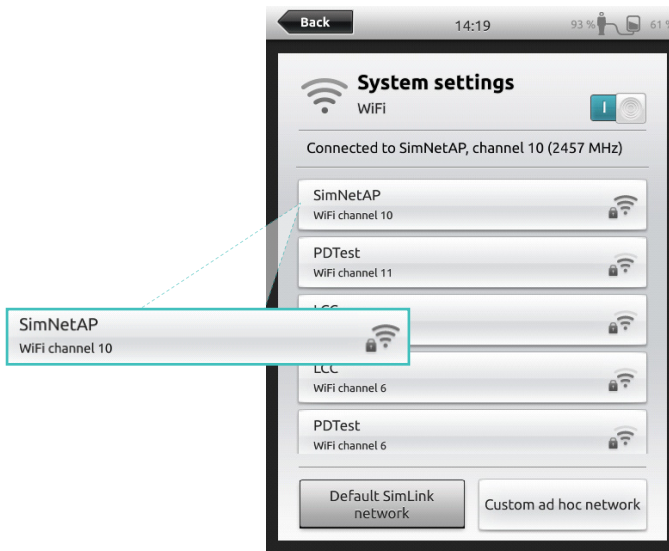 Back
14:19
93 %
61 %
System settings
WiFi
I
Connected to SimNetAP, channel 10 (2457 MHz)
SimNetAP
WiFi channel 10
PDTest
WiFi channel 11
LCC
SimNetAP
WiFi channel 10
LCC
WiFi channel 6
PDTest
WiFi channel 6
Default SimLink
network
Custom ad hoc network